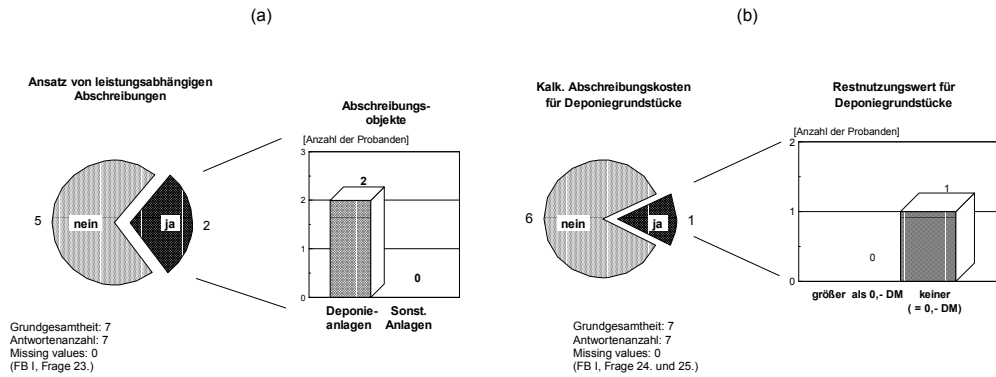 (a)
Ansatz von leistungsabhängigen
Abschreibungen
5
nein
ja
2
Abschreibungs-
objekte
[Anzahl der Probanden]
3
2
1
0
2
0
Deponie-
anlagen
Sonst.
Anlagen
Grundgesamtheit: 7
Antwortenanzahl: 7
Missing values: 0
(FB I, Frage 23.)
(b)
Kalk. Abschreibungskosten
für Deponiegrundstücke
6
nein
ja
1
Restnutzungswert für
Deponiegrundstücke
[Anzahl der Probanden]
2
1
0
0
1
größer als 0,- DM
keiner
( = 0,- DM)
Grundgesamtheit: 7
Antwortenanzahl: 7
Missing values: 0
(FB I, Frage 24. und 25.)